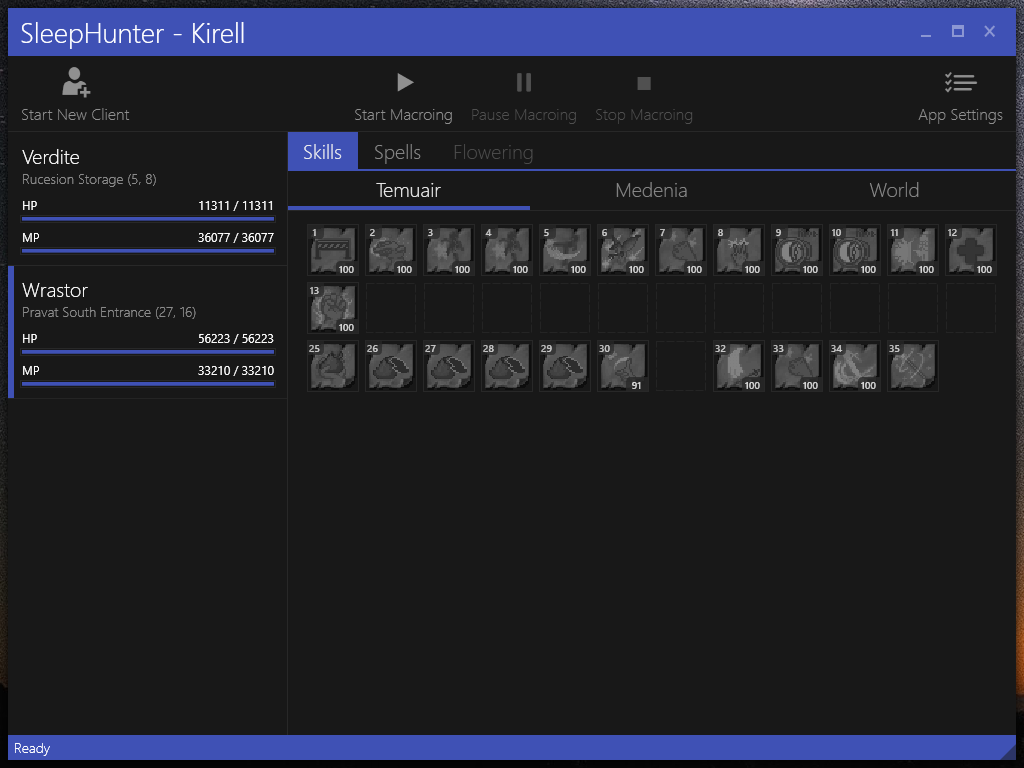 SleepHunter - Kirell
Start New Client
Start Macroing
Pause Macroing
Stop Macroing
App Settings
Verdite
Rucesion Storage (5, 8)
HP 11311 / 11311
MP 36077 / 36077
Wrastor
Pravat South Entrance (27, 16)
HP 56223 / 56223
MP 33210 / 33210
Skills Spells Flowering
Temuair Medenia World
1 2 3 4 5 6 7 8 9 10 11 12
100 100 100 100 100 100 100 100 100 100 100 100
13
100
25 26 27 28 29 30 32 33 34 35
91 100 100 100
Ready